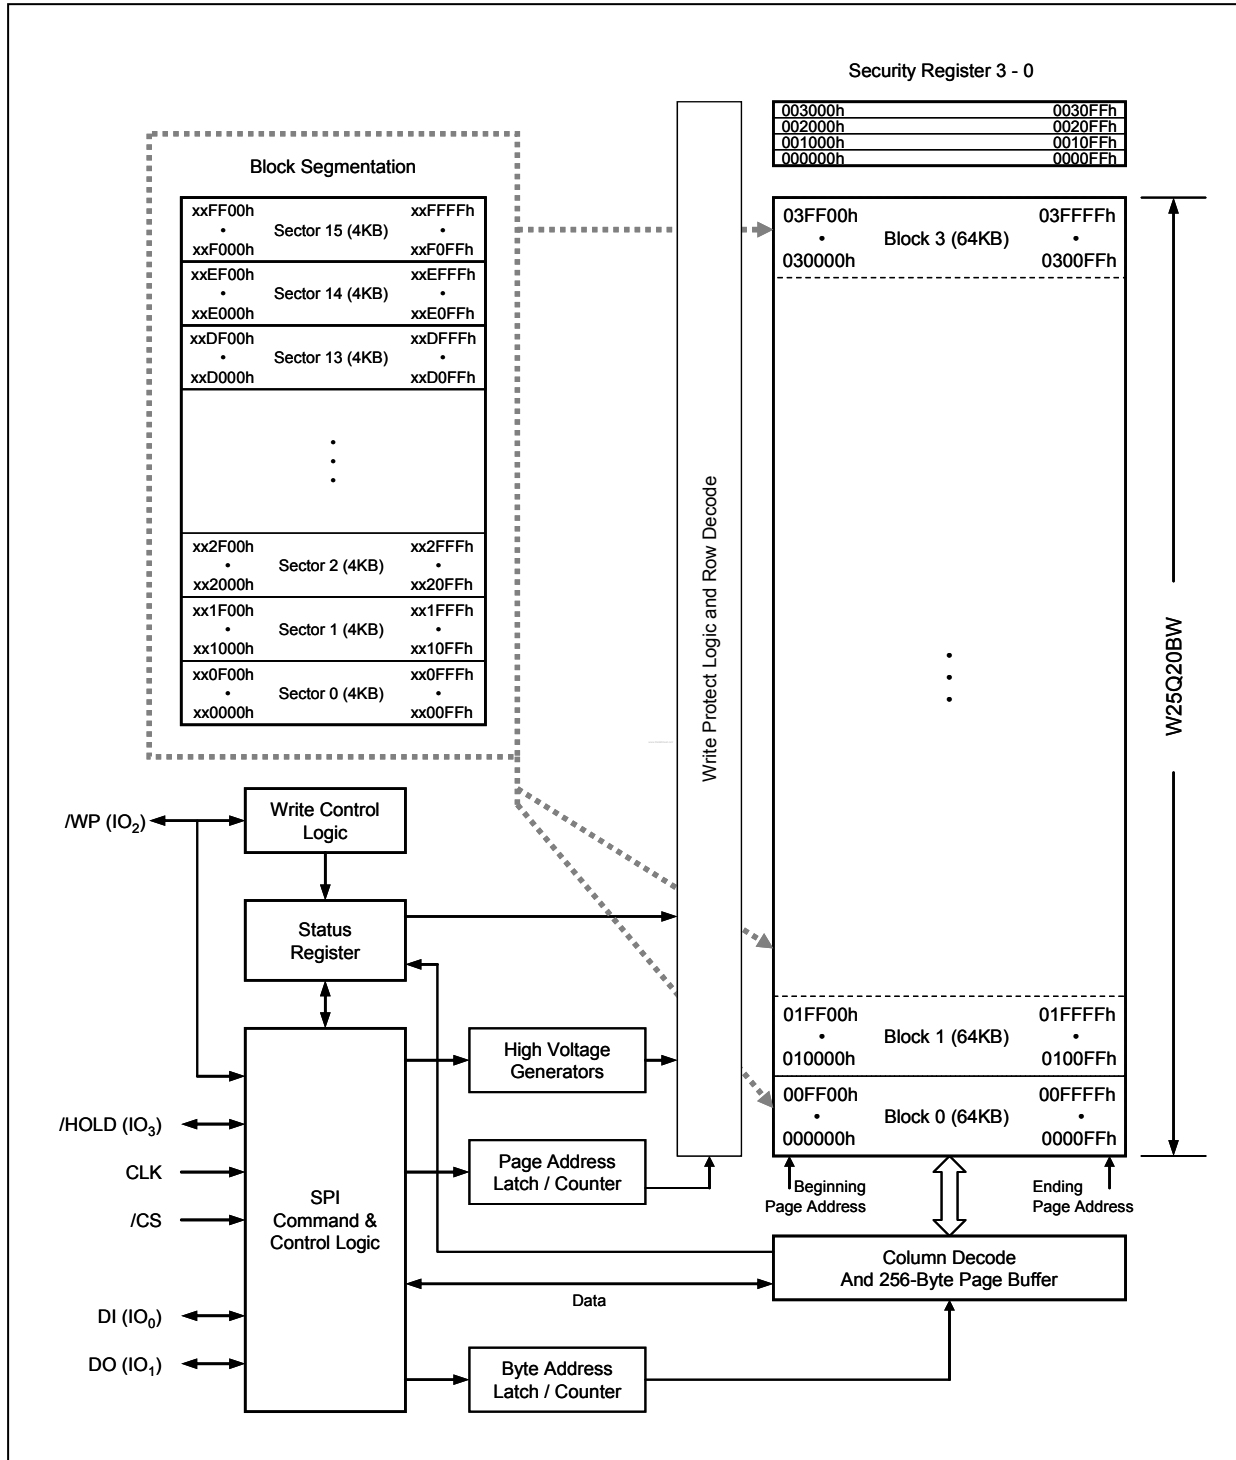 Security Register 3 - 0
003000h 0030FFh
002000h 0020FFh
001000h 0010FFh
000000h 0000FFh
Block Segmentation
xxFF00h xxFFFFh
• Sector 15 (4KB) •
xxF000h xxF0FFh
xxEF00h xxEFFFh
• Sector 14 (4KB) •
xxE000h xxE0FFh
xxDF00h xxDFFFh
• Sector 13 (4KB) •
xxD000h xxD0FFh
xx2F00h xx2FFFh
• Sector 2 (4KB) •
xx2000h xx20FFh
xx1F00h xx1FFFh
• Sector 1 (4KB) •
xx1000h xx10FFh
xx0F00h xx0FFFh
• Sector 0 (4KB) •
xx0000h xx00FFh
Write Protect Logic and Row Decode
03FF00h 03FFFFh
• Block 3 (64KB) •
030000h 0300FFh
01FF00h 01FFFFh
• Block 1 (64KB) •
010000h 0100FFh
00FF00h 00FFFFh
• Block 0 (64KB) •
000000h 0000FFh
W25Q20BW
Beginning
Page Address
Ending
Page Address
/WP (IO2)
Write Control
Logic
Status
Register
High Voltage
Generators
/HOLD (IO3)
CLK
/CS
DI (IO0)
DO (IO1)
SPI
Command &
Control Logic
Page Address
Latch / Counter
Column Decode
And 256-Byte Page Buffer
Data
Byte Address
Latch / Counter